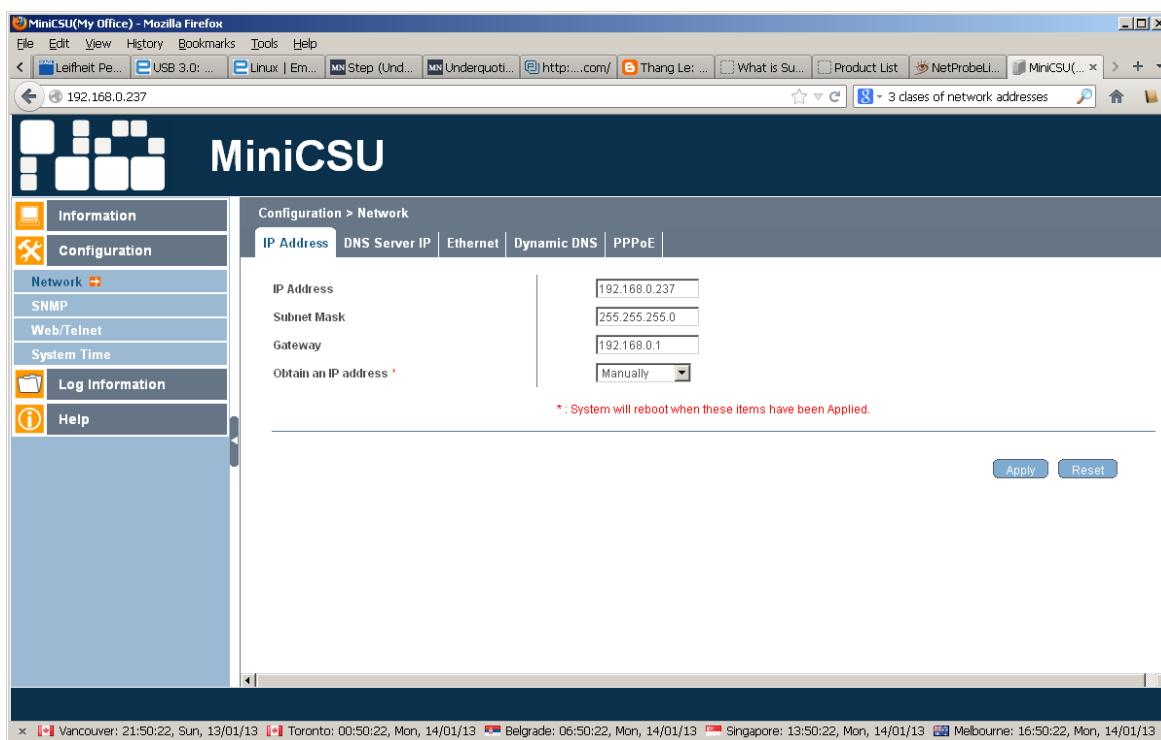 MiniCSU(My Office) - Mozilla Firefox
File Edit View History Bookmarks Tools Help
Leifheit Pe... USB 3.0: ... Linux | Em... MN Step (Und... MN Underquoti... http:....com/ Thang Le: ... What is Su... Product List NetProbeLi... MiniCSU(... ×
192.168.0.237 3 clases of network addresses
MiniCSU
Information
Configuration
Network
SNMP
Web/Telnet
System Time
Log Information
Help
Configuration > Network
IP Address DNS Server IP Ethernet Dynamic DNS PPPoE
IP Address 192.168.0.237
Subnet Mask 255.255.255.0
Gateway 192.168.0.1
Obtain an IP address * Manually
* : System will reboot when these items have been Applied.
Apply Reset
× Vancouver: 21:50:22, Sun, 13/01/13 Toronto: 00:50:22, Mon, 14/01/13 Belgrade: 06:50:22, Mon, 14/01/13 Singapore: 13:50:22, Mon, 14/01/13 Melbourne: 16:50:22, Mon, 14/01/13